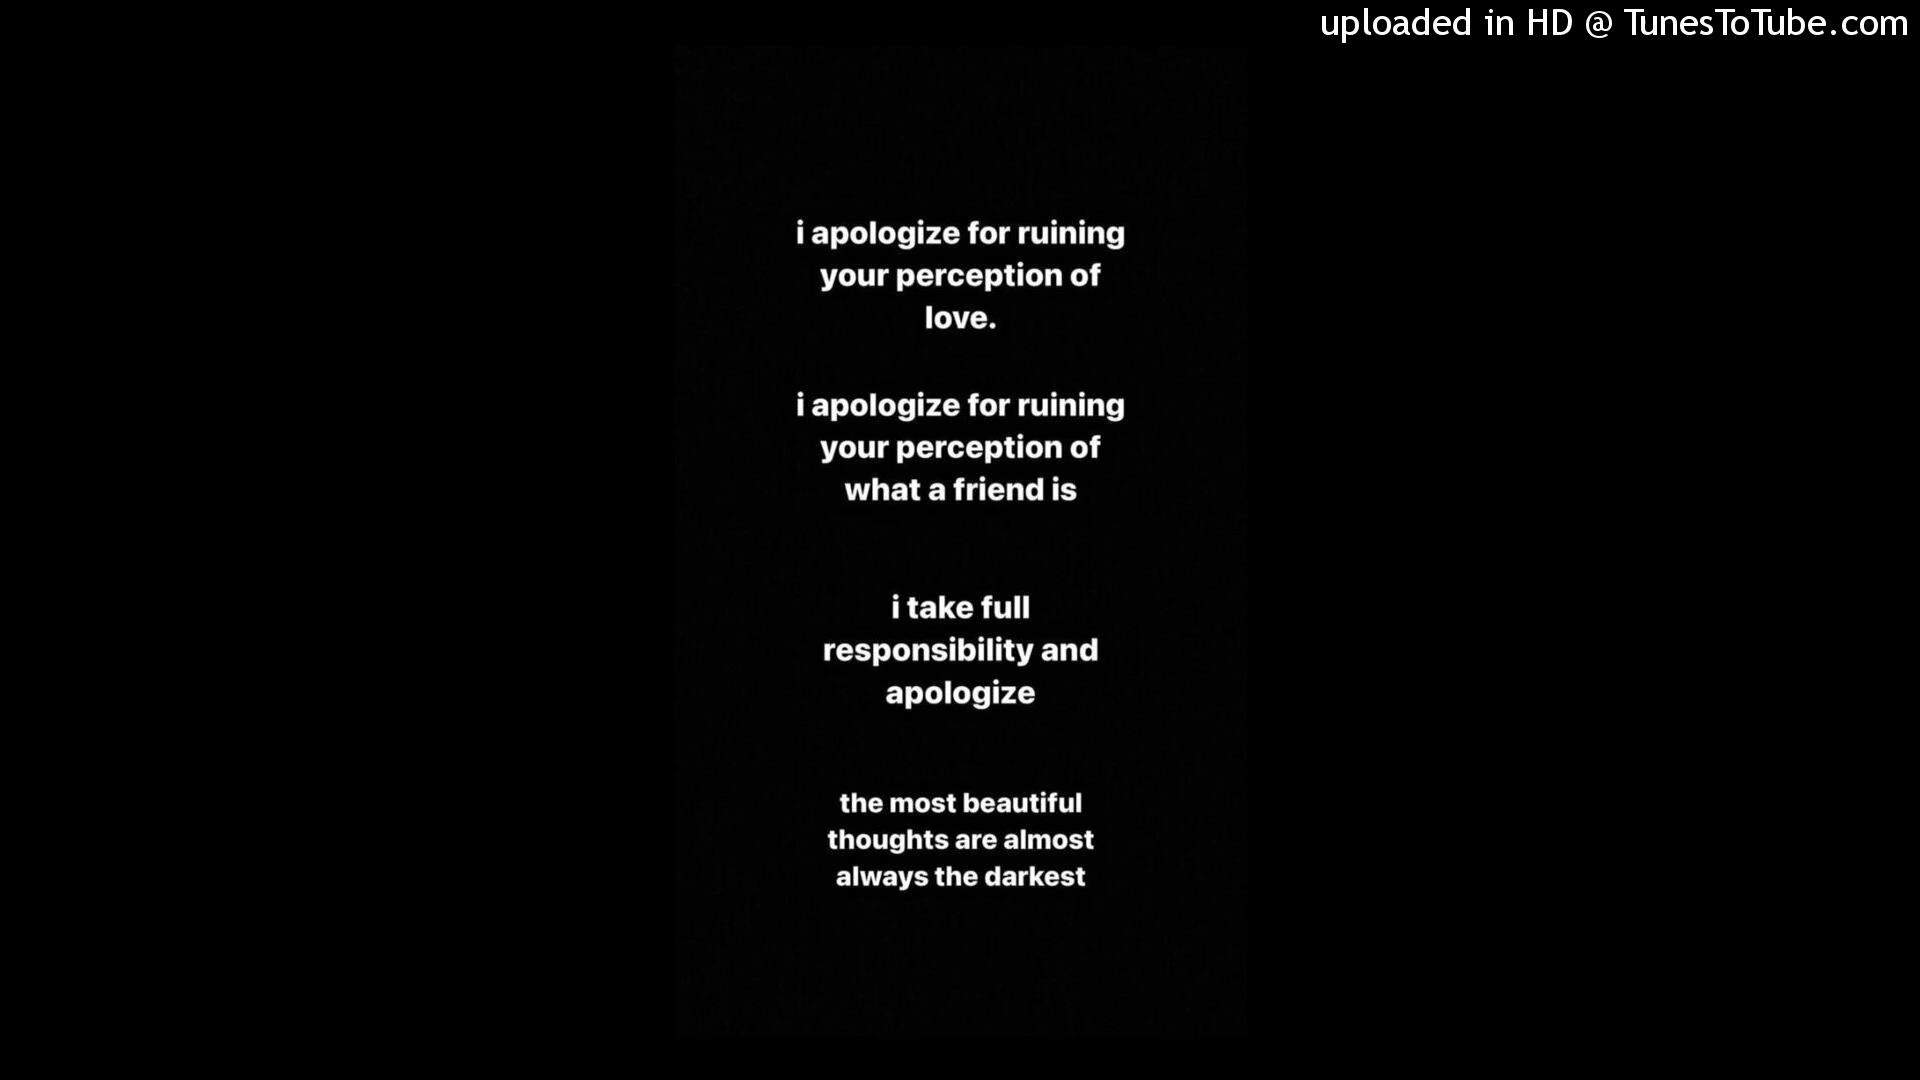 uploaded in HD @ TunesToTube.com
i apologize for ruining
your perception of
love.
i apologize for ruining
your perception of
what a friend is
i take full
responsibility and
apologize
the most beautiful
thoughts are almost
always the darkest